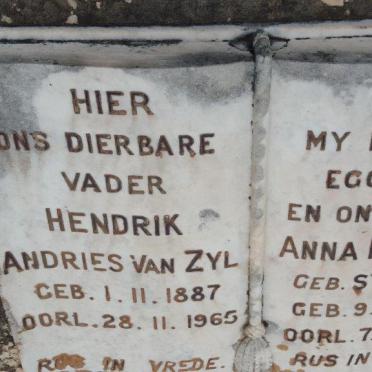 HIER
ONS DIERBARE
VADER
HENDRIK
ANDRIES VAN ZYL
GEB. 1. 11. 1887
OORL. 28. 11. 1965
RUS IN VREDE.
MY
EGG
EN ON
ANNA
GEB. S
GEB. 9
OORL. 7
RUS IN